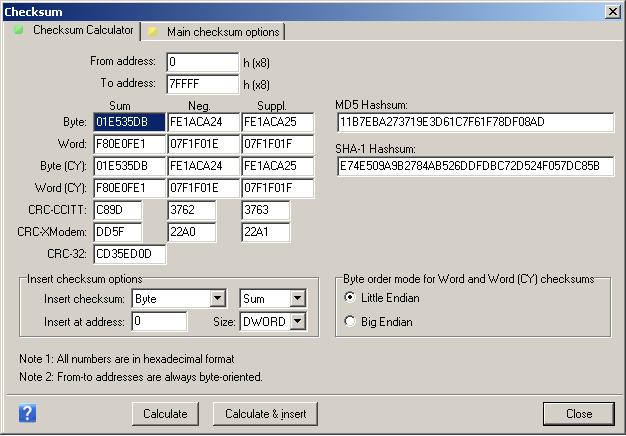 Checksum
Checksum Calculator Main checksum options
From address: 0 h (x8)
To address: 7FFFF h (x8)
Sum Neg. Suppl.
Byte: 01E535DB FE1ACA24 FE1ACA25
Word: F80E0FE1 07F1F01E 07F1F01F
Byte (CY): 01E535DB FE1ACA24 FE1ACA25
Word (CY): F80E0FE1 07F1F01E 07F1F01F
CRC-CCITT: C89D 3762 3763
CRC-XModem: DD5F 22A0 22A1
CRC-32: CD35ED0D
MD5 Hashsum:
11B7EBA273719E3D61C7F61F78DF08AD
SHA-1 Hashsum:
E74E509A9B2784AB526DDFDBC72D524F057DC85B
Insert checksum options
Insert checksum: Byte Sum
Insert at address: 0 Size: DWORD
Byte order mode for Word and Word (CY) checksums
Little Endian
Big Endian
Note 1: All numbers are in hexadecimal format
Note 2: From-to addresses are always byte-oriented.
? Calculate Calculate & insert Close